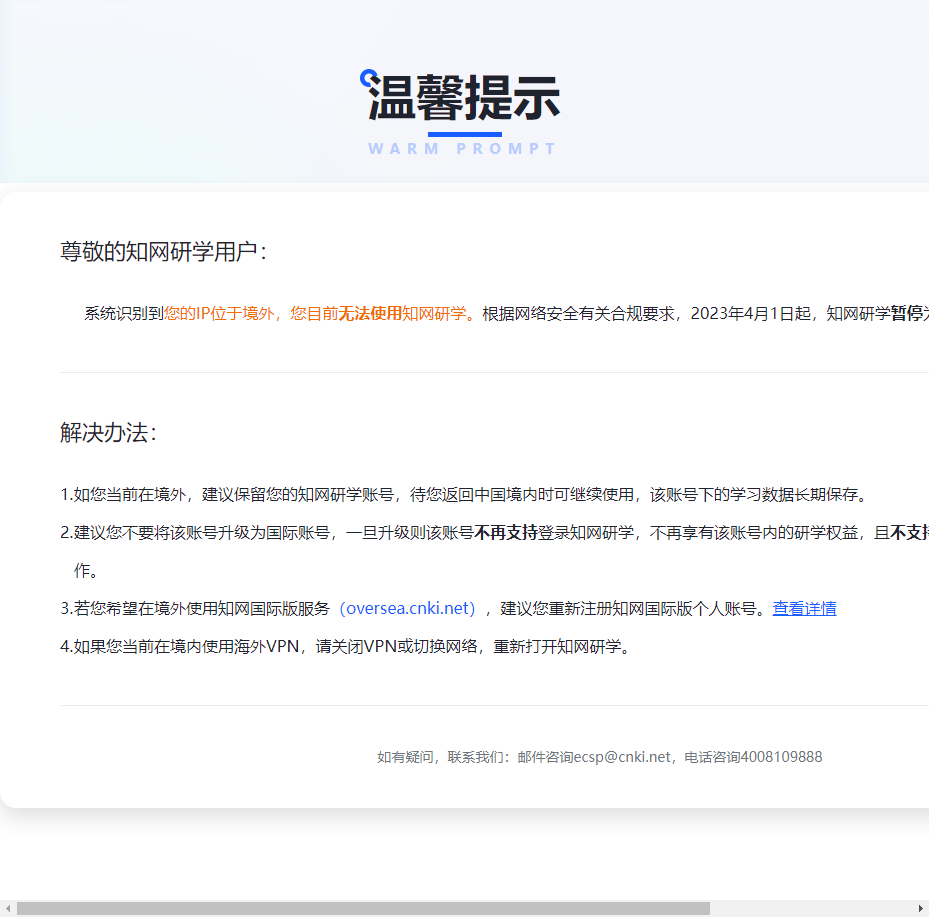 温馨提示
WARM PROMPT
尊敬的知网研学用户：
系统识别到您的IP位于境外，您目前无法使用知网研学。根据网络安全有关合规要求，2023年4月1日起，知网研学暂停
解决办法：
1.如您当前在境外，建议保留您的知网研学账号，待您返回中国境内时可继续使用，该账号下的学习数据长期保存。
2.建议您不要将该账号升级为国际账号，一旦升级则该账号不再支持登录知网研学，不再享有该账号内的研学权益，且不支
作。
3.若您希望在境外使用知网国际版服务（oversea.cnki.net），建议您重新注册知网国际版个人账号。查看详情
4.如果您当前在境内使用海外VPN，请关闭VPN或切换网络，重新打开知网研学。
如有疑问，联系我们：邮件咨询ecsp@cnki.net，电话咨询4008109888